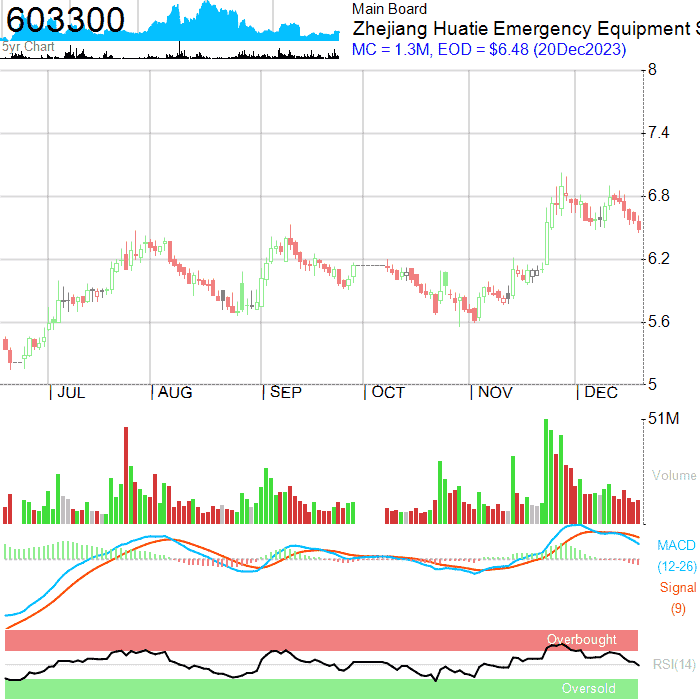 603300
5yr Chart
Main Board
Zhejiang Huatie Emergency Equipment S
MC = 1.3M, EOD = $6.48 (20Dec2023)
8
7.4
6.8
6.2
5.6
5
JUL
AUG
SEP
OCT
NOV
DEC
51M
Volume
MACD
(12-26)
Signal
(9)
Overbought
RSI(14)
Oversold